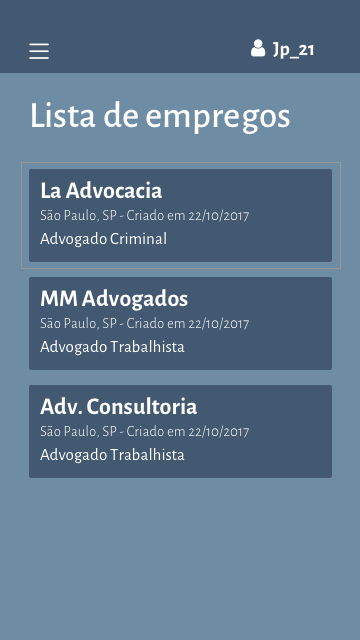 Jp_21
Lista de empregos
La Advocacia
São Paulo, SP - Criado em 22/10/2017
Advogado Criminal
MM Advogados
São Paulo, SP - Criado em 22/10/2017
Advogado Trabalhista
Adv. Consultoria
São Paulo, SP - Criado em 22/10/2017
Advogado Trabalhista